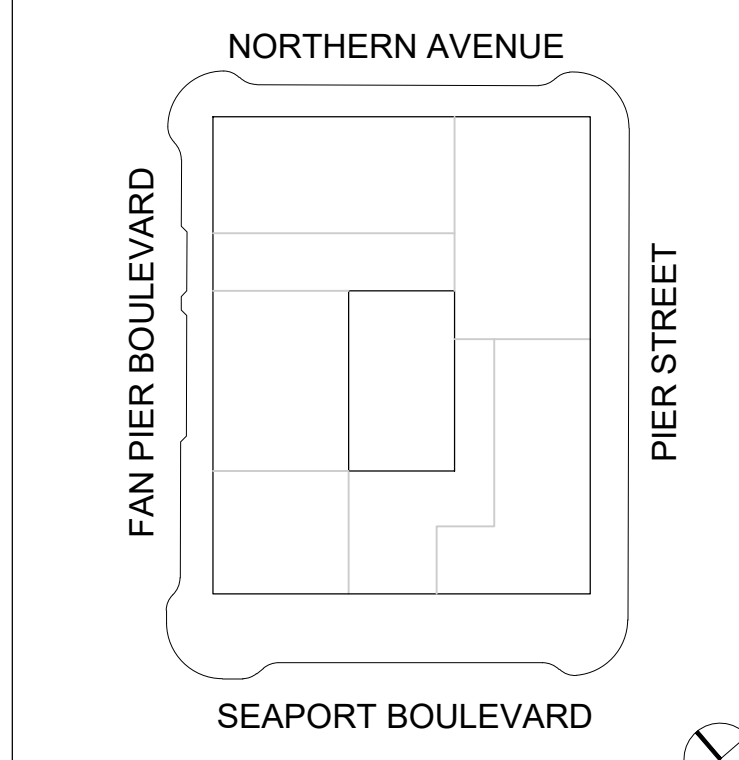 NORTHERN AVENUE
FAN PIER BOULEVARD
PIER STREET
SEAPORT BOULEVARD